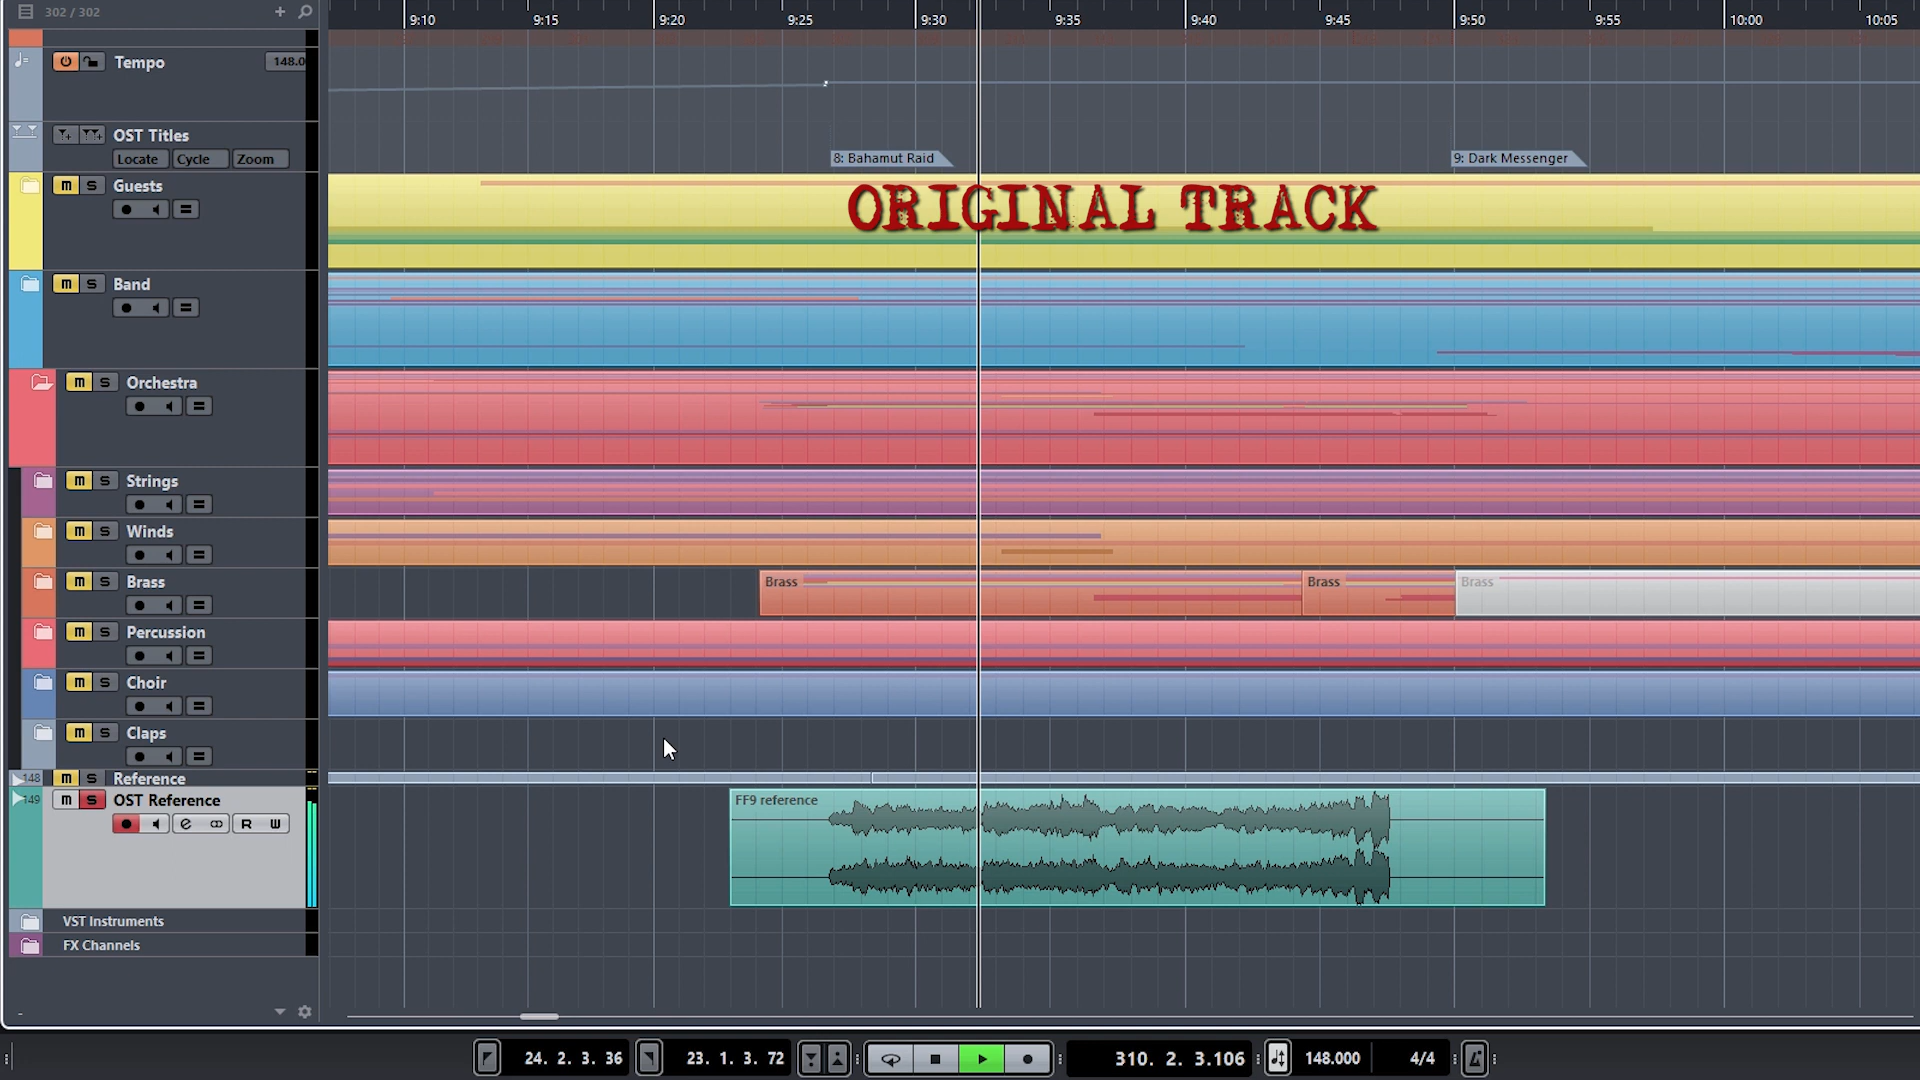 302 / 302
9:10 9:15 9:20 9:25 9:30 9:35 9:40 9:45 9:50 9:55 10:00 10:05
Tempo 148.0
OST Titles
Locate Cycle Zoom
8: Bahamut Raid 9: Dark Messenger
m S Guests
ORIGINAL TRACK
m S Band
m S Orchestra
m S Strings
m S Winds
m S Brass
Brass Brass Brass
m S Percussion
m S Choir
m S Claps
148 m S Reference
149 m S OST Reference
FF9 reference
e R W
VST Instruments
FX Channels
24. 2. 3. 36 23. 1. 3. 72 310. 2. 3.106 148.000 4/4